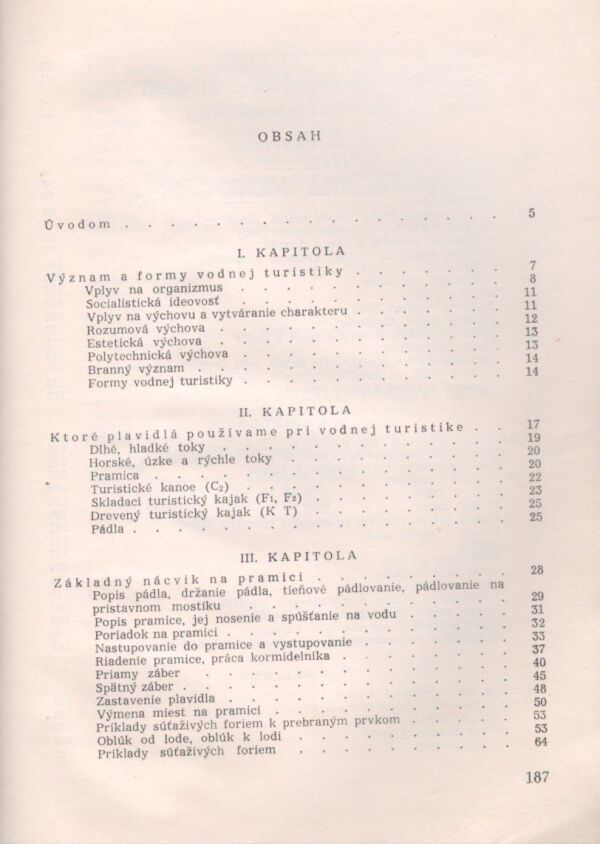 OBSAH
Úvodom . . . . . . . . . . . . . . . . 5
I. KAPITOLA
Význam a formy vodnej turistiky . . . . . . . 7
Vplyv na organizmus . . . . . . . . . . . 8
Socialistická ideovosť . . . . . . . . . . . 11
Vplyv na výchovu a vytváranie charakteru . . . . . . 11
Rozumová výchova . . . . . . . . . . . 12
Estetická výchova . . . . . . . . . . . 13
Polytechnická výchova . . . . . . . . . . 13
Branný význam . . . . . . . . . . . . 14
Formy vodnej turistiky . . . . . . . . . . 14
II. KAPITOLA
Ktoré plavidlá používame pri vodnej turistike . . 17
Dlhé, hladké toky . . . . . . . . . . . 19
Horské, úzke a rýchle toky . . . . . . . . . 20
Pramica . . . . . . . . . . . . . . 20
Turistické kanoe (C₂) . . . . . . . . . . 22
Skladací turistický kajak (F₁, F₂) . . . . . . . 23
Drevený turistický kajak (K T) . . . . . . . . 25
Pádla . . . . . . . . . . . . . . . 25
III. KAPITOLA
Základný nácvik na pramici . . . . . . . . 28
Popis pádla, držanie pádla, tieňové pádlovanie, pádlovanie na
prístavnom mostíku . . . . . . . . . . . 29
Popis pramice, jej nosenie a spúšťanie na vodu . . . . . 31
Poriadok na pramici . . . . . . . . . . . 32
Nastupovanie do pramice a vystupovanie . . . . . . 33
Riadenie pramice, práca kormidelníka . . . . . . . 37
Priamy záber . . . . . . . . . . . . 40
Spätný záber . . . . . . . . . . . . 45
Zastavenie plavidla . . . . . . . . . . . 48
Výmena miest na pramici . . . . . . . . . 50
Príklady súťaživých foriem k prebraným prvkom . . . . 53
Oblúk od lode, oblúk k lodi . . . . . . . . . 53
Príklady súťaživých foriem . . . . . . . . . 64
187